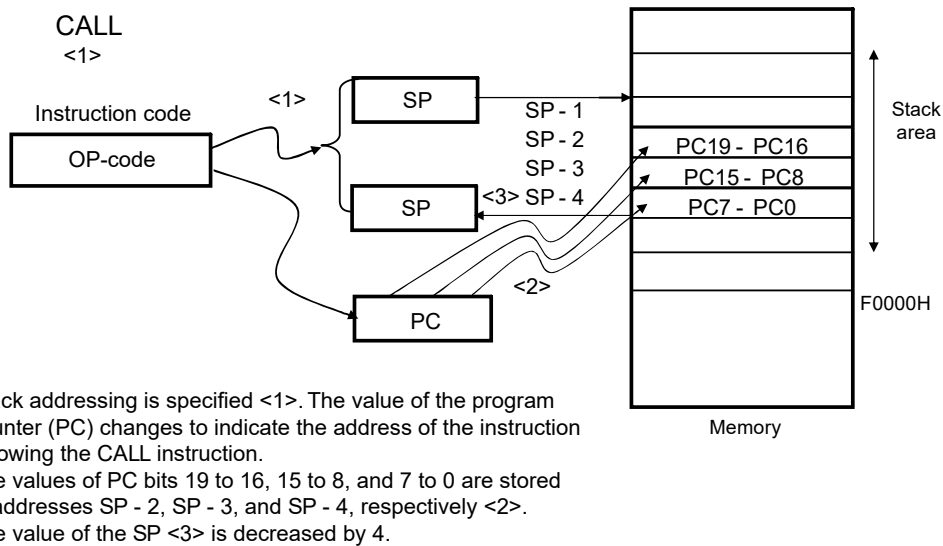 CALL
<1>
Instruction code
OP-code
<1>
SP
SP - 1
SP - 2
SP - 3
<3> SP - 4
SP
<2>
PC
PC19 - PC16
PC15 - PC8
PC7 - PC0
Stack
area
F0000H
Memory
ck addressing is specified <1>. The value of the program
unter (PC) changes to indicate the address of the instruction
owing the CALL instruction.
e values of PC bits 19 to 16, 15 to 8, and 7 to 0 are stored
addresses SP - 2, SP - 3, and SP - 4, respectively <2>.
e value of the SP <3> is decreased by 4.